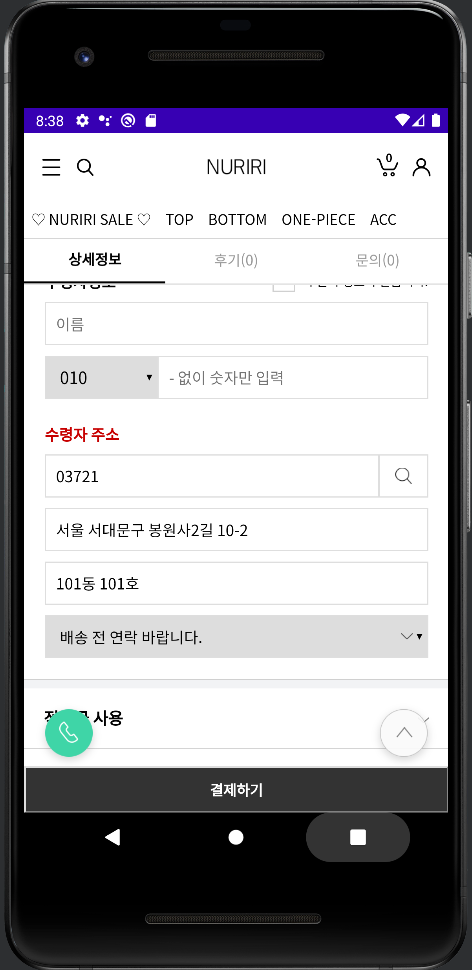 8:38
NURIRI
0
♡ NURIRI SALE ♡ TOP BOTTOM ONE-PIECE ACC
상세정보 후기(0) 문의(0)
이름
010 - 없이 숫자만 입력
수령자 주소
03721
서울 서대문구 봉원사2길 10-2
101동 101호
배송 전 연락 바랍니다.
사용
결제하기